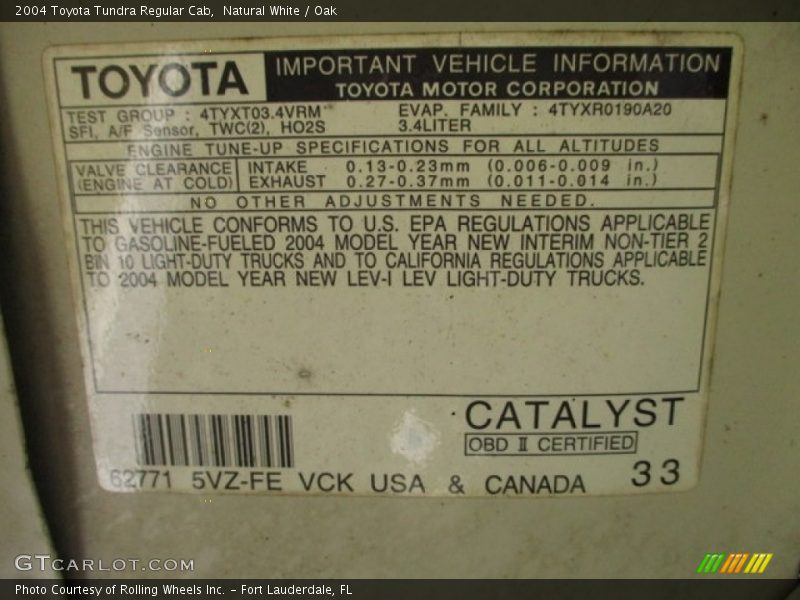 2004 Toyota Tundra Regular Cab,  Natural White / Oak
TOYOTA
IMPORTANT VEHICLE INFORMATION
TOYOTA MOTOR CORPORATION
TEST GROUP : 4TYXT03.4VRM EVAP. FAMILY : 4TYXR0190A20
SFI, A/F Sensor, TWC(2), HO2S 3.4LITER
ENGINE TUNE-UP SPECIFICATIONS FOR ALL ALTITUDES
VALVE CLEARANCE INTAKE 0.13-0.23mm (0.006-0.009 in.)
(ENGINE AT COLD) EXHAUST 0.27-0.37mm (0.011-0.014 in.)
NO OTHER ADJUSTMENTS NEEDED.
THIS VEHICLE CONFORMS TO U.S. EPA REGULATIONS APPLICABLE
TO GASOLINE-FUELED 2004 MODEL YEAR NEW INTERIM NON-TIER 2
BIN 10 LIGHT-DUTY TRUCKS AND TO CALIFORNIA REGULATIONS APPLICABLE
TO 2004 MODEL YEAR NEW LEV-I LEV LIGHT-DUTY TRUCKS.
CATALYST
OBD II CERTIFIED
62771 5VZ-FE VCK USA & CANADA 33
GTCARLOT.COM
Photo Courtesy of Rolling Wheels Inc. – Fort Lauderdale, FL